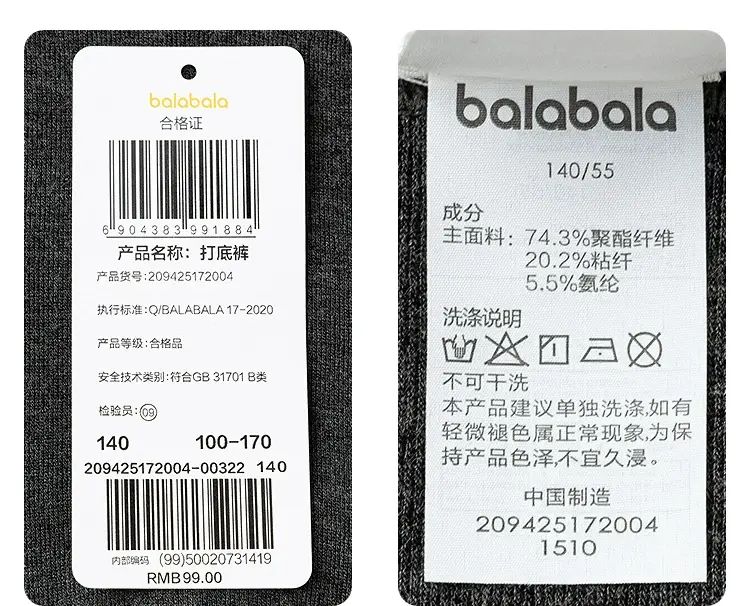 balabala
合格证
6904383991884
产品名称：打底裤
产品货号:209425172004
执行标准:Q/BALABALA 17-2020
产品等级:合格品
安全技术类别:符合GB 31701 B类
检验员:09
140 100-170
209425172004-00322 140
内部编码 (99)50020731419
RMB99.00
balabala
140/55
成分
主面料：74.3%聚酯纤维
20.2%粘纤
5.5%氨纶
洗涤说明
不可干洗
本产品建议单独洗涤,如有
轻微褪色属正常现象,为保
持产品色泽,不宜久浸。
中国制造
209425172004
1510